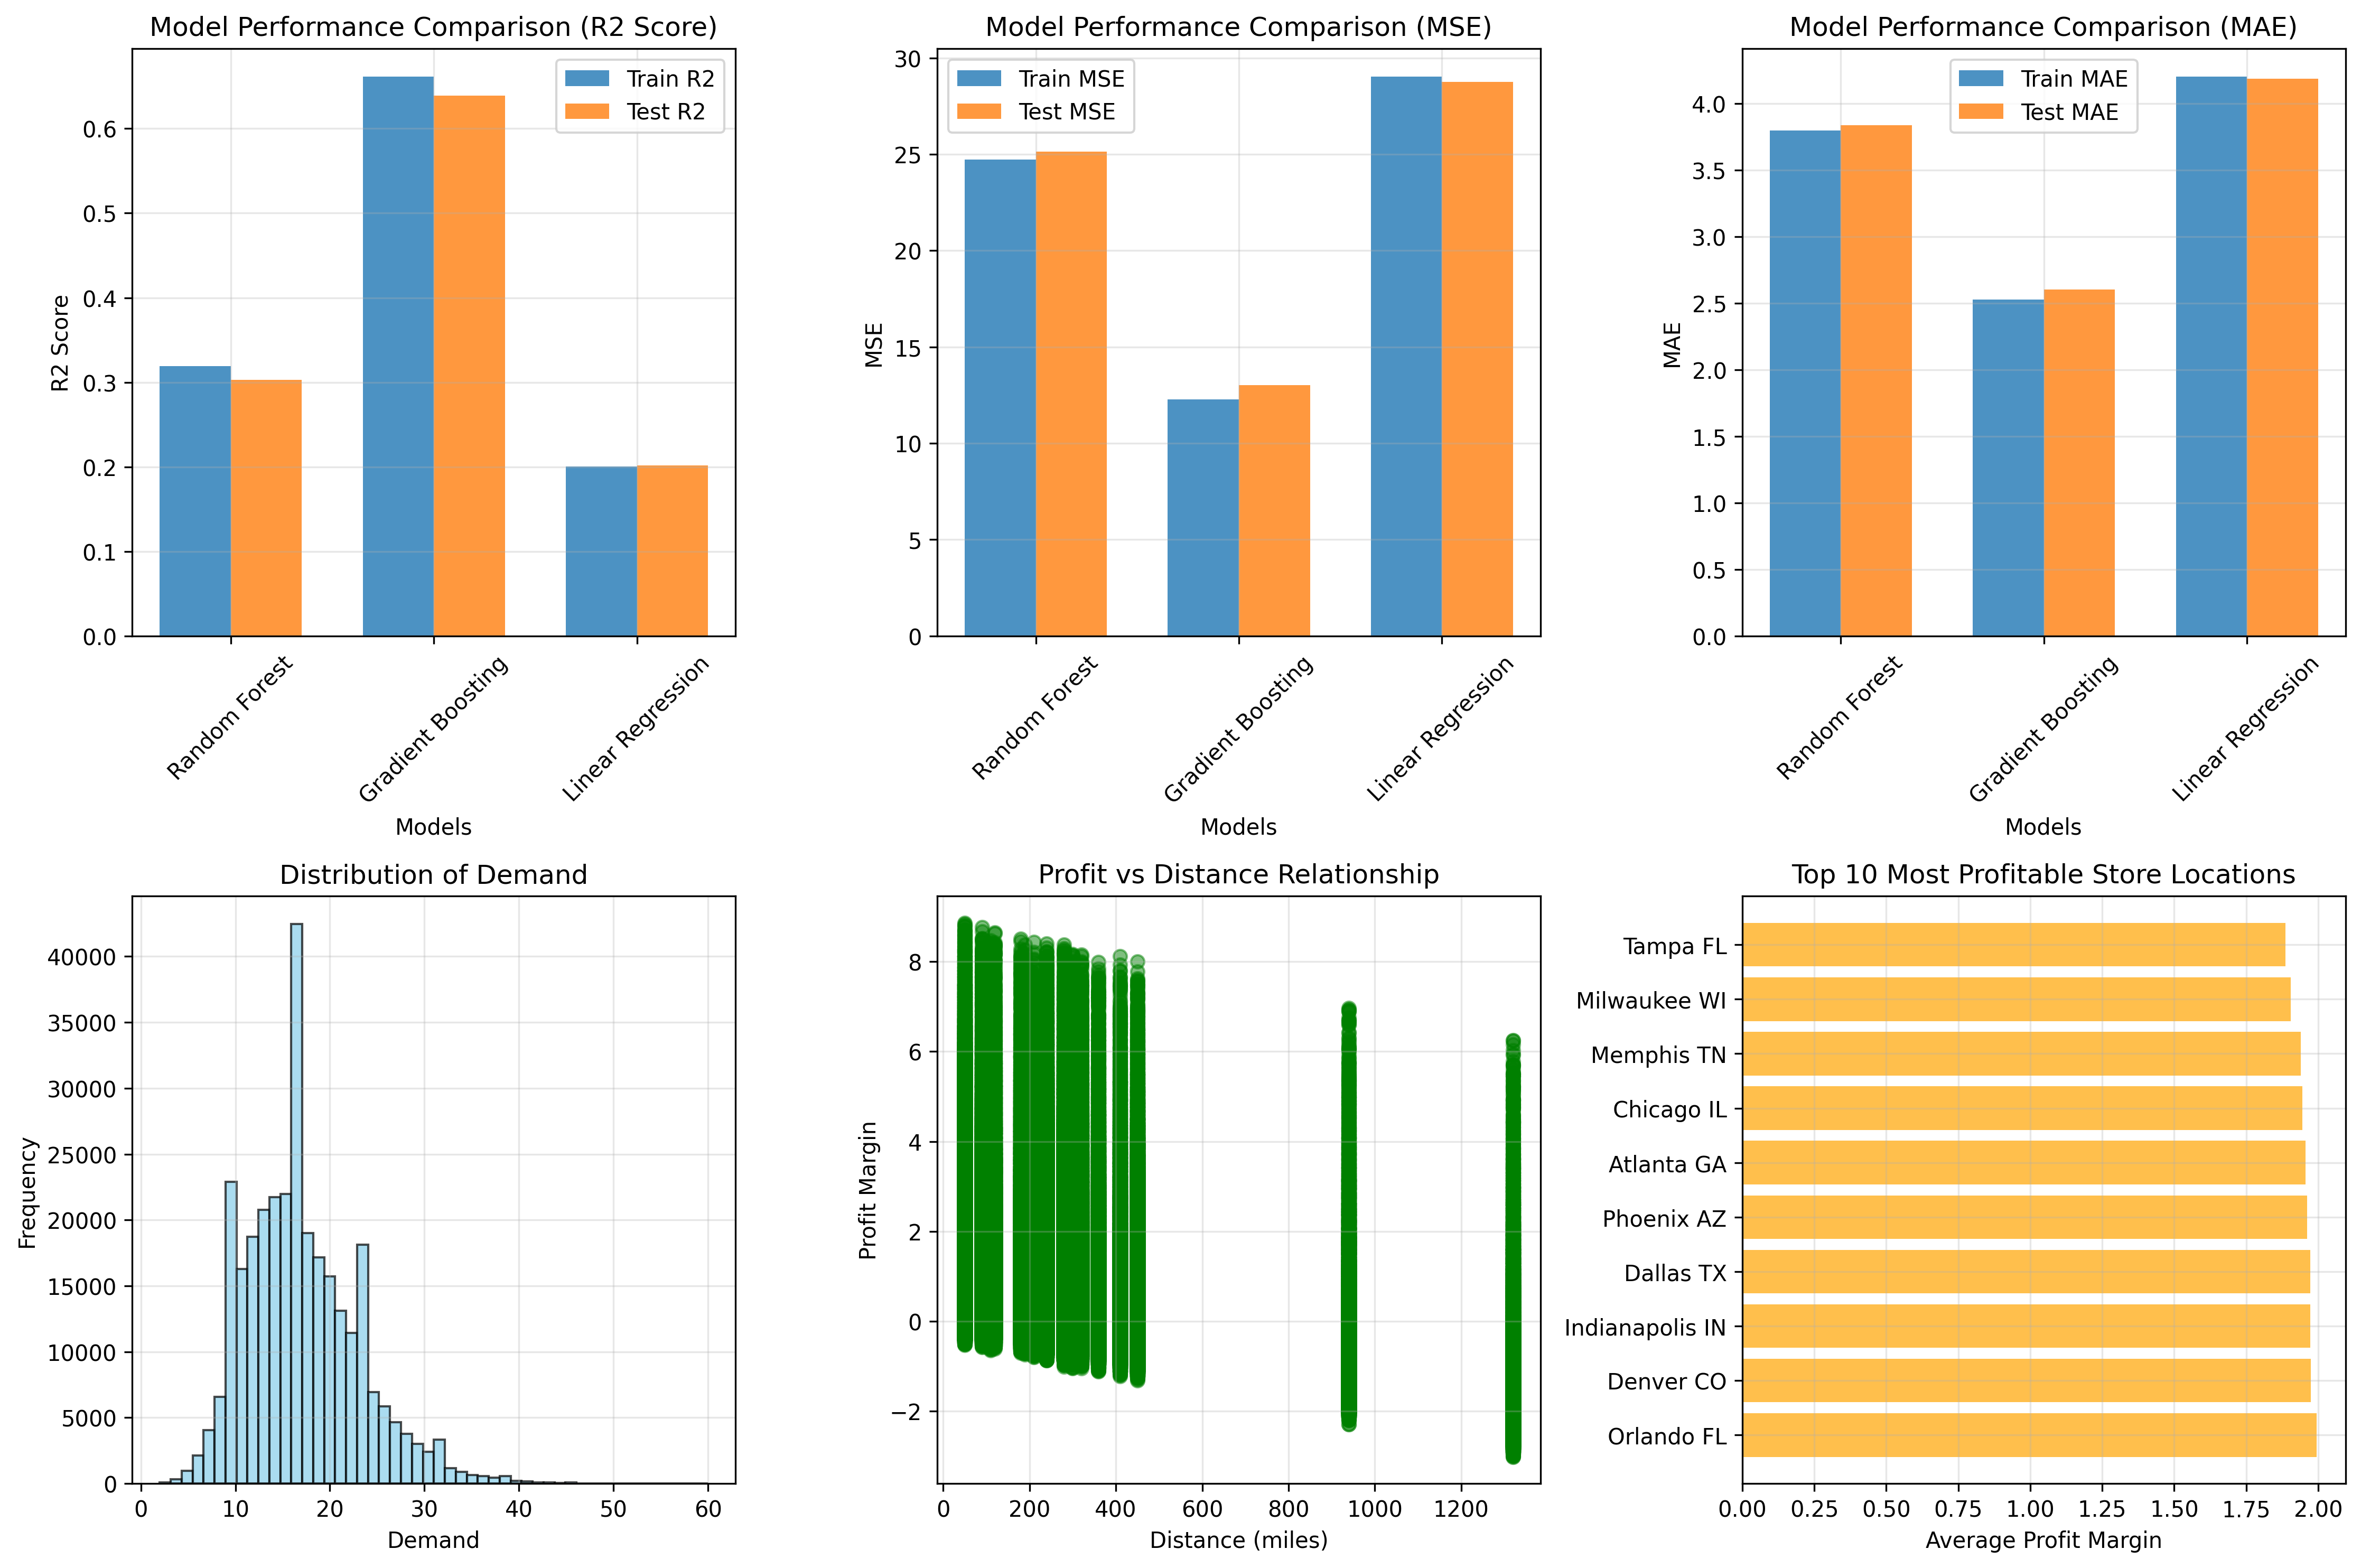 Model Performance Comparison (R2 Score)
Train R2
Test R2
R2 Score
0.6
0.5
0.4
0.3
0.2
0.1
0.0
Random Forest
Gradient Boosting
Linear Regression
Models
Model Performance Comparison (MSE)
Train MSE
Test MSE
MSE
30
25
20
15
10
5
0
Random Forest
Gradient Boosting
Linear Regression
Models
Model Performance Comparison (MAE)
Train MAE
Test MAE
MAE
4.0
3.5
3.0
2.5
2.0
1.5
1.0
0.5
0.0
Random Forest
Gradient Boosting
Linear Regression
Models
Distribution of Demand
Frequency
40000
35000
30000
25000
20000
15000
10000
5000
0
0 10 20 30 40 50 60
Demand
Profit vs Distance Relationship
Profit Margin
8
6
4
2
0
−2
0 200 400 600 800 1000 1200
Distance (miles)
Top 10 Most Profitable Store Locations
Tampa FL
Milwaukee WI
Memphis TN
Chicago IL
Atlanta GA
Phoenix AZ
Dallas TX
Indianapolis IN
Denver CO
Orlando FL
0.00 0.25 0.50 0.75 1.00 1.25 1.50 1.75 2.00
Average Profit Margin